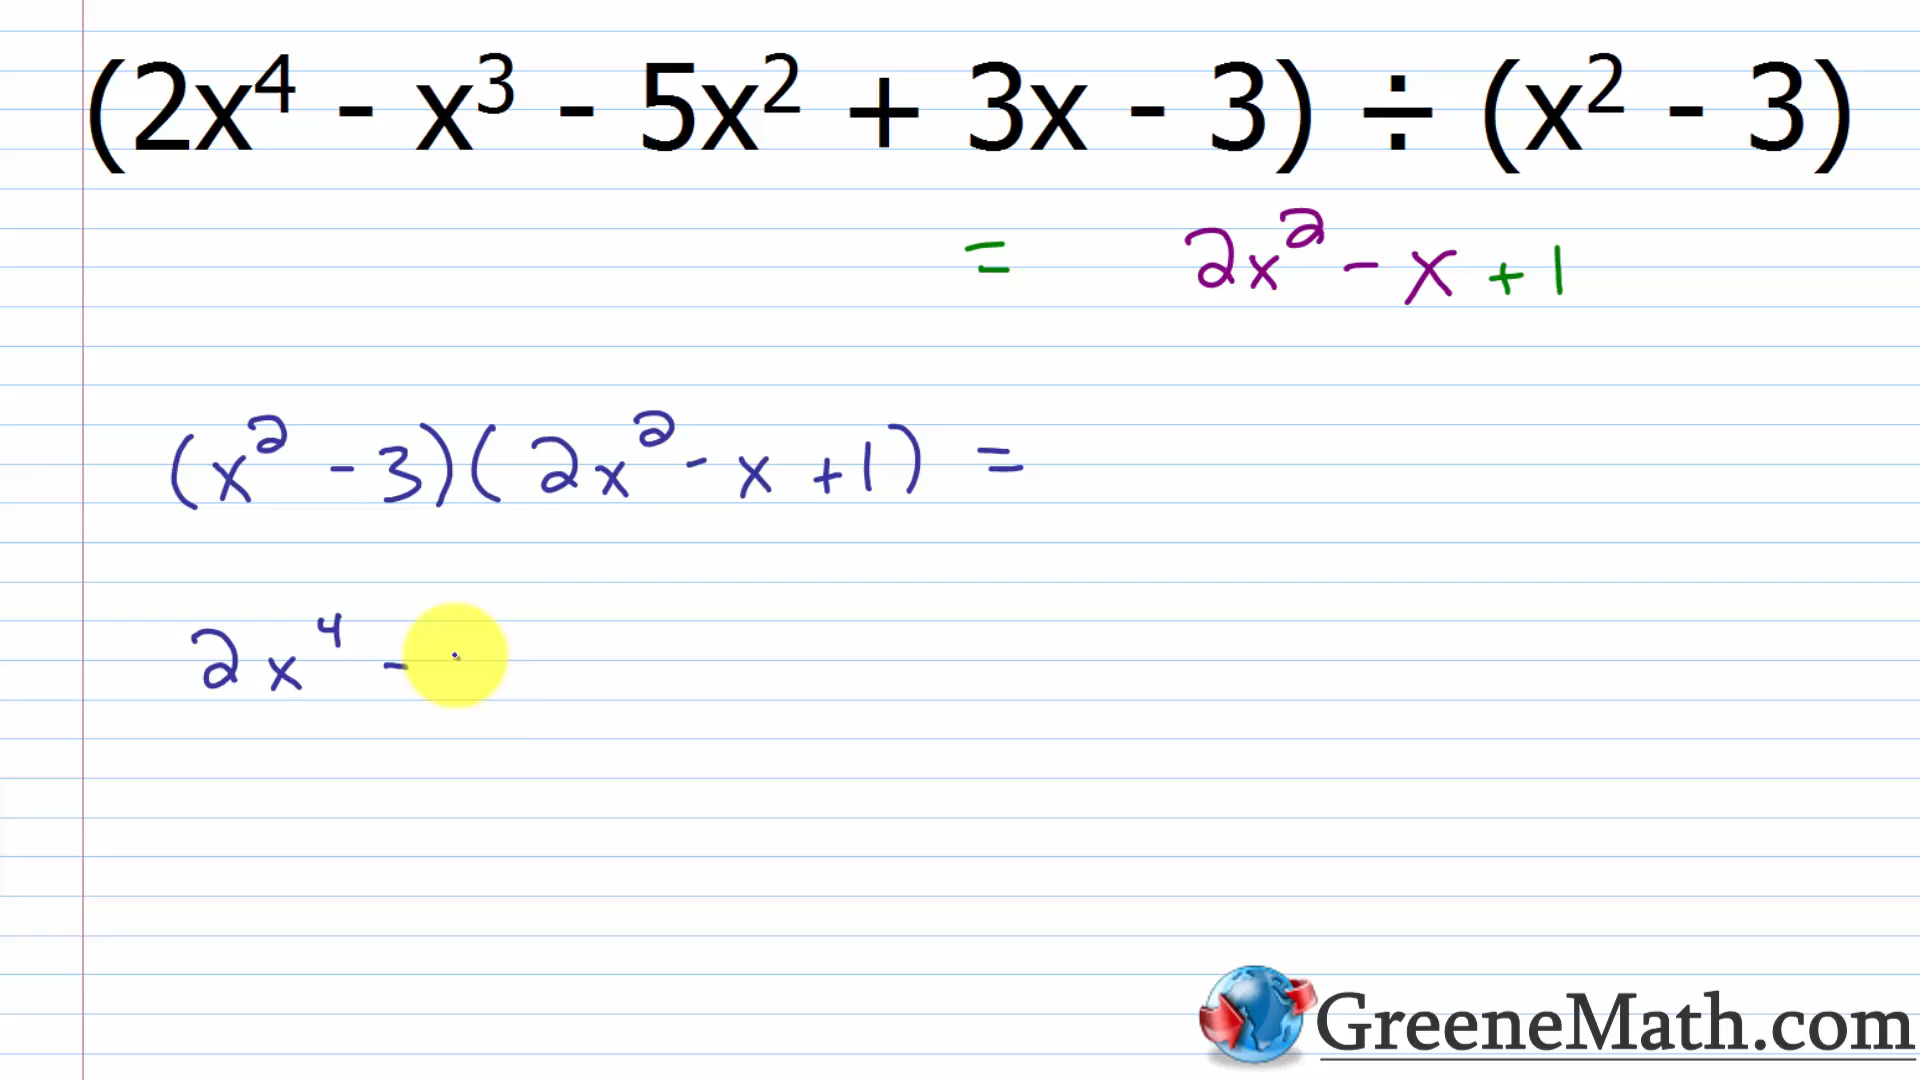 (2x⁴ - x³ - 5x² + 3x - 3) ÷ (x² - 3)
= 2x² - x + 1
(x² - 3)(2x² - x + 1) =
2x⁴ -
GreeneMath.com